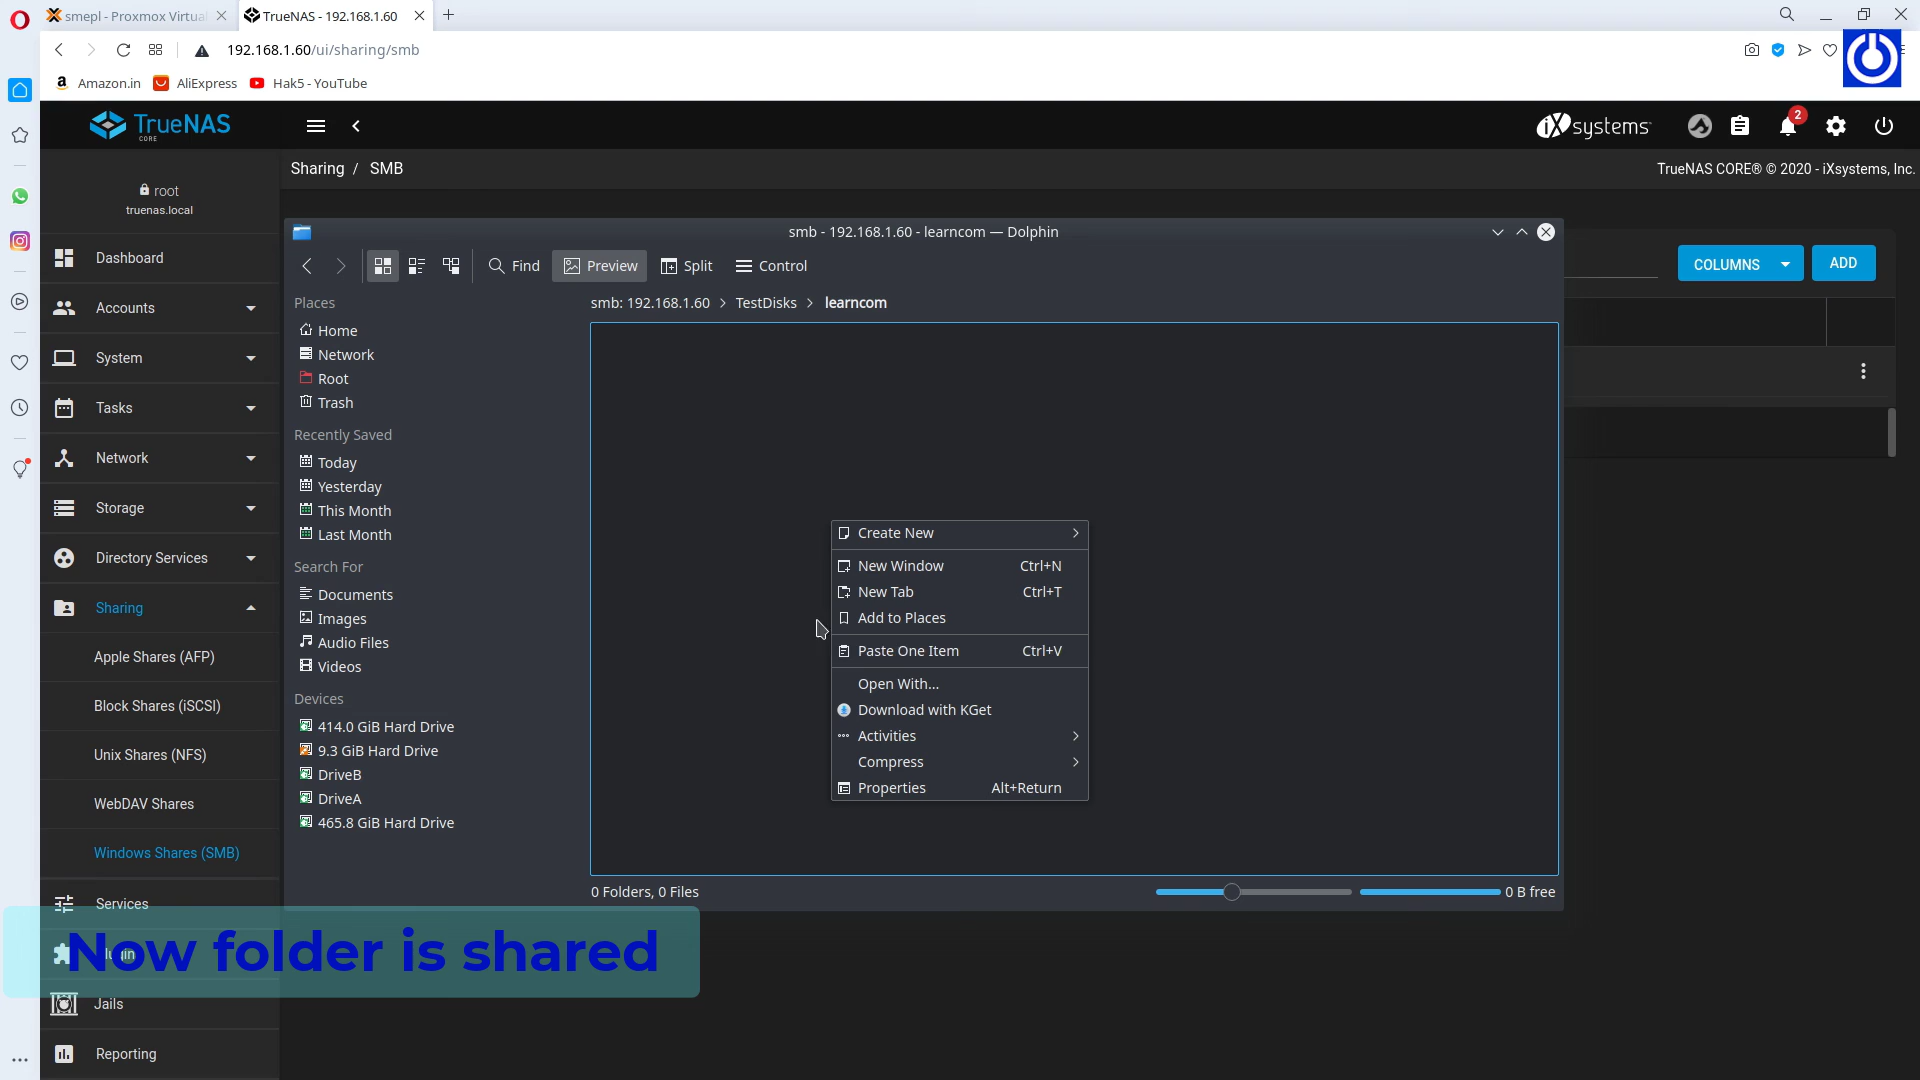 smepl - Proxmox Virtua
TrueNAS - 192.168.1.60
192.168.1.60/ui/sharing/smb
Amazon.in
AliExpress
Hak5 - YouTube
TrueNAS
CORE
iXsystems
2
root
truenas.local
Sharing / SMB
TrueNAS CORE® © 2020 - iXsystems, Inc.
Dashboard
Accounts
System
Tasks
Network
Storage
Directory Services
Sharing
Apple Shares (AFP)
Block Shares (iSCSI)
Unix Shares (NFS)
WebDAV Shares
Windows Shares (SMB)
Services
Jails
Reporting
COLUMNS
ADD
smb - 192.168.1.60 - learncom — Dolphin
Find
Preview
Split
Control
Places
Home
Network
Root
Trash
Recently Saved
Today
Yesterday
This Month
Last Month
Search For
Documents
Images
Audio Files
Videos
Devices
414.0 GiB Hard Drive
9.3 GiB Hard Drive
DriveB
DriveA
465.8 GiB Hard Drive
smb: 192.168.1.60 > TestDisks > learncom
Create New
New Window Ctrl+N
New Tab Ctrl+T
Add to Places
Paste One Item Ctrl+V
Open With...
Download with KGet
Activities
Compress
Properties Alt+Return
0 Folders, 0 Files
0 B free
Now folder is shared